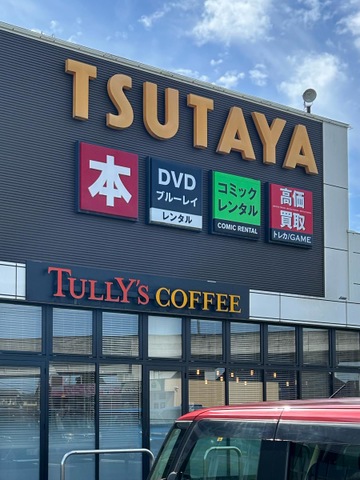 TSUTAYA
本
DVD
ブルーレイ
レンタル
コミック
レンタル
COMIC RENTAL
高価
買取
トレカ/GAME
TULLY'S COFFEE